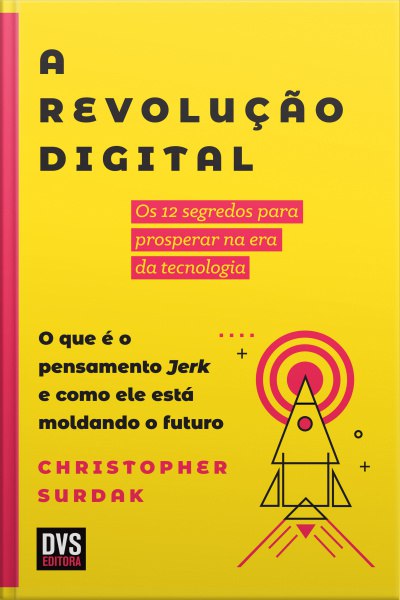 A
REVOLUÇÃO
DIGITAL
Os 12 segredos para
prosperar na era
da tecnologia
O que é o
pensamento Jerk
e como ele está
moldando o futuro
CHRISTOPHER
SURDAK
DVS
EDITORA